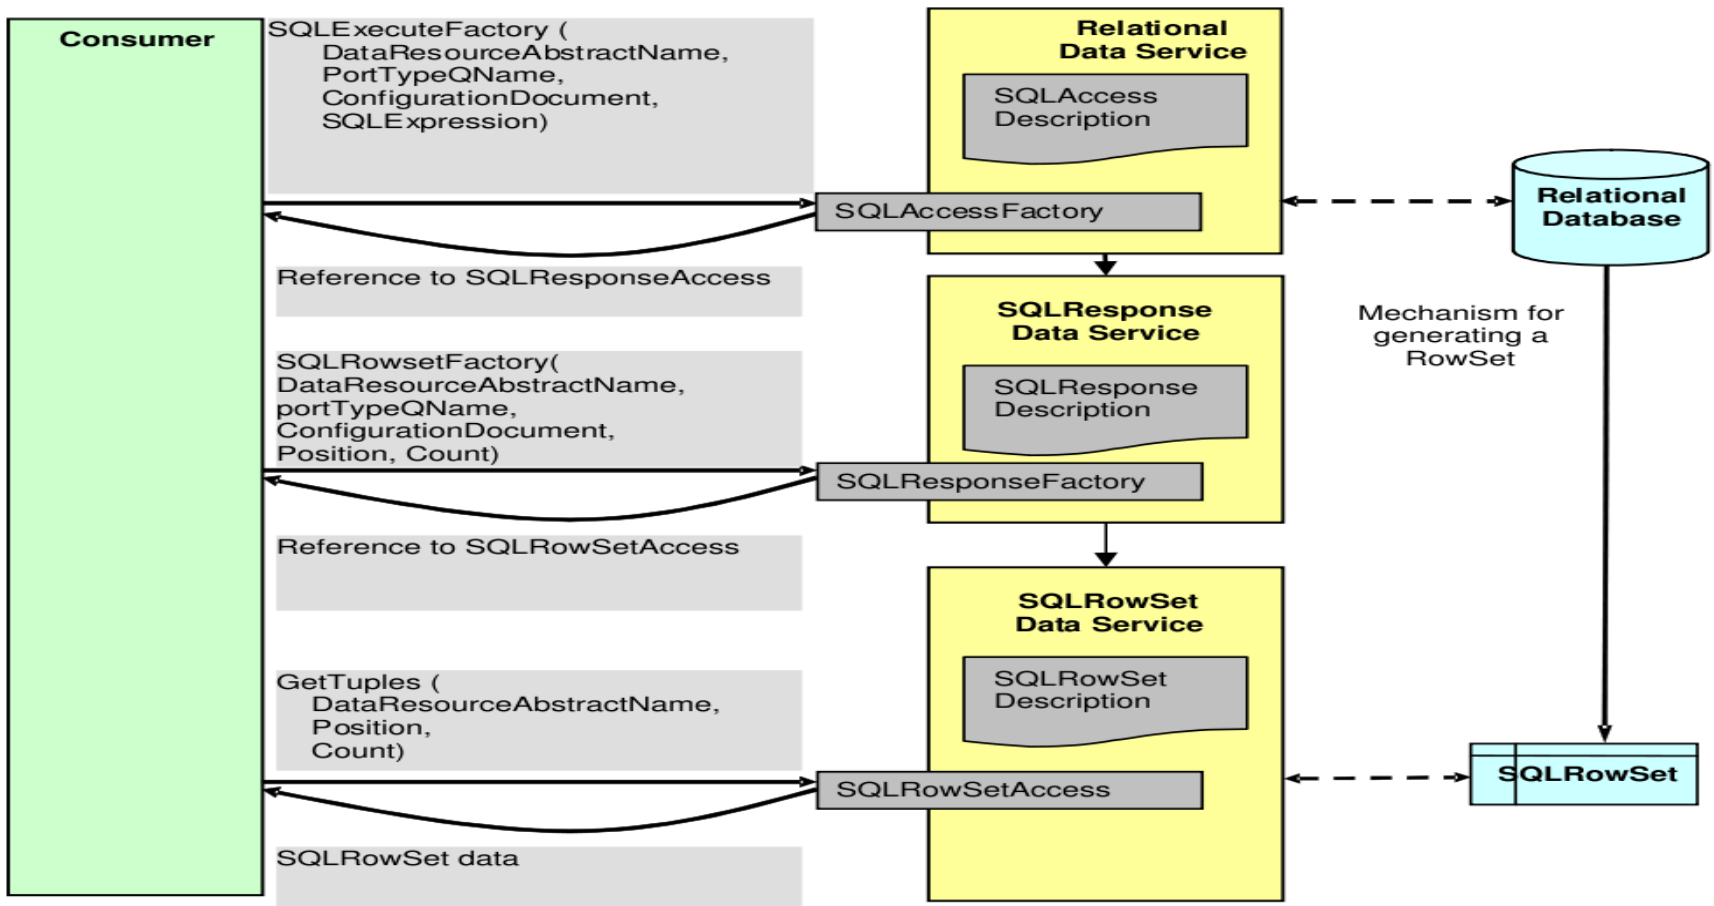 Consumer
SQLExecuteFactory (
DataResourceAbstractName,
PortTypeQName,
ConfigurationDocument,
SQLExpression)
Relational
Data Service
SQLAccess
Description
SQLAccessFactory
Relational
Database
Reference to SQLResponseAccess
SQLResponse
Data Service
Mechanism for
generating a
RowSet
SQLRowsetFactory(
DataResourceAbstractName,
portTypeQName,
ConfigurationDocument,
Position, Count)
SQLResponse
Description
SQLResponseFactory
Reference to SQLRowSetAccess
SQLRowSet
Data Service
GetTuples (
DataResourceAbstractName,
Position,
Count)
SQLRowSet
Description
SQLRowSetAccess
SQLRowSet
SQLRowSet data